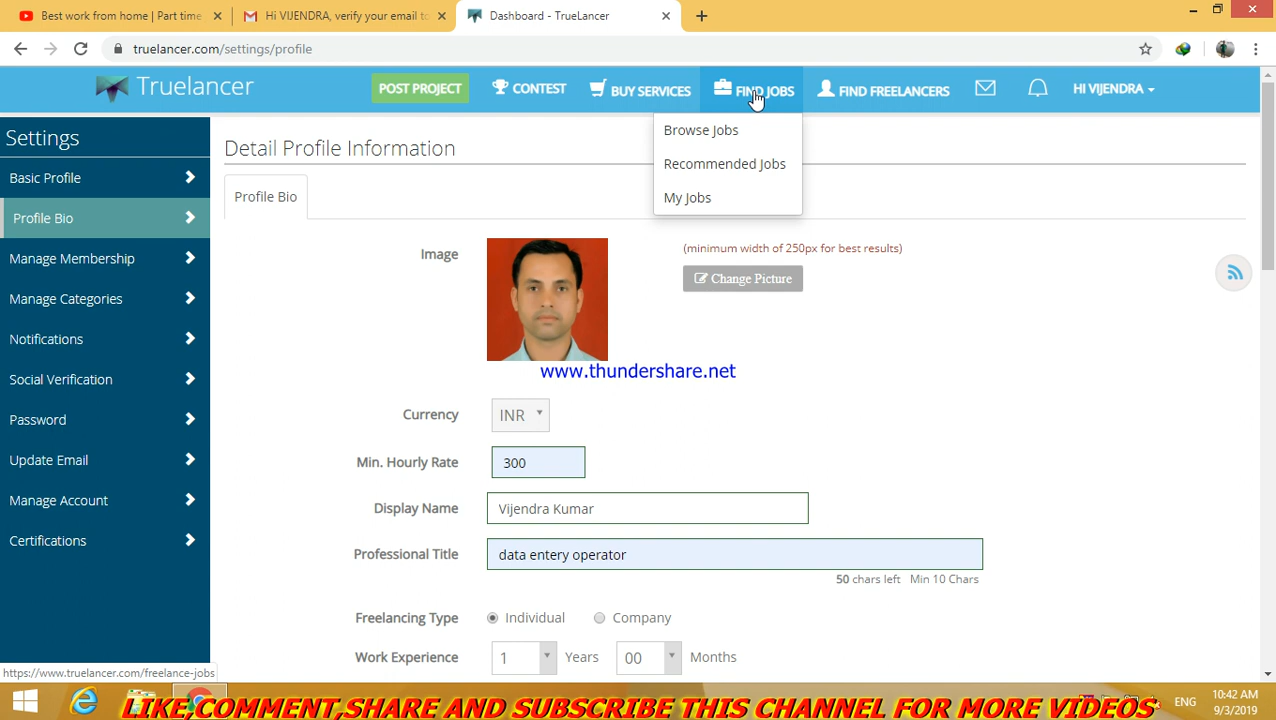 Best work from home | Part time
Hi VIJENDRA, verify your email to
Dashboard - TrueLancer
truelancer.com/settings/profile
Truelancer
POST PROJECT
CONTEST
BUY SERVICES
FIND JOBS
FIND FREELANCERS
HI VIJENDRA
Settings
Detail Profile Information
Browse Jobs
Recommended Jobs
My Jobs
Basic Profile
Profile Bio
Manage Membership
Manage Categories
Notifications
Social Verification
Password
Update Email
Manage Account
Certifications
Profile Bio
Image
(minimum width of 250px for best results)
Change Picture
www.thundershare.net
Currency INR
Min. Hourly Rate 300
Display Name Vijendra Kumar
Professional Title data entery operator
50 chars left Min 10 Chars
Freelancing Type Individual Company
Work Experience 1 Years 00 Months
https://www.truelancer.com/freelance-jobs
LIKE,COMMENT,SHARE AND SUBSCRIBE THIS CHANNEL FOR MORE VIDEOS
ENG
10:42 AM
9/3/2019